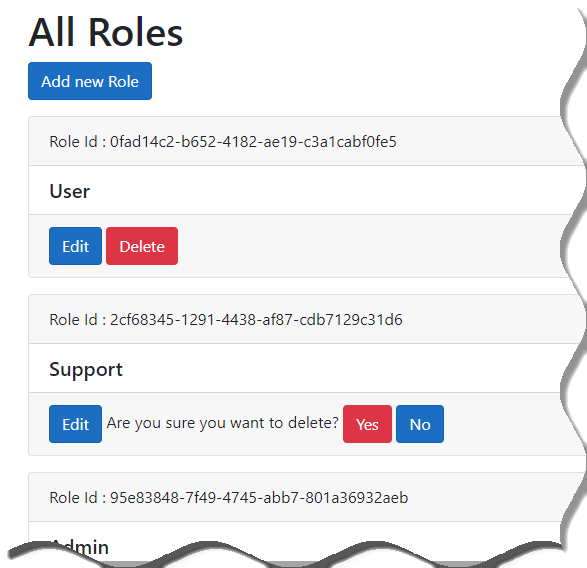 All Roles
Add new Role
Role Id : 0fad14c2-b652-4182-ae19-c3a1cabf0fe5
User
Edit Delete
Role Id : 2cf68345-1291-4438-af87-cdb7129c31d6
Support
Edit Are you sure you want to delete? Yes No
Role Id : 95e83848-7f49-4745-abb7-801a36932aeb
Admin